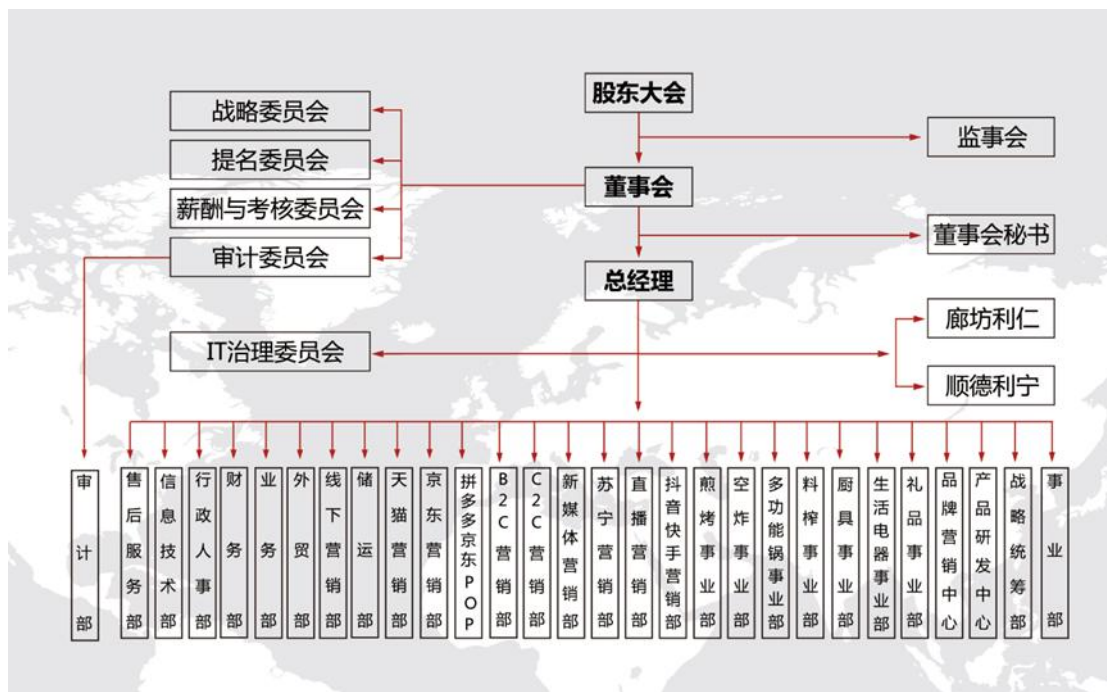 股东大会
监事会
战略委员会
提名委员会
董事会
薪酬与考核委员会
董事会秘书
审计委员会
总经理
廊坊利仁
IT治理委员会
顺德利宁
审计部
售后服务部
信息技术部
行政人事部
财务部
业务部
外贸部
线下营销部
储运部
天猫营销部
京东营销部
拼多多京东POP
B2C营销部
C2C营销部
新媒体营销部
苏宁营销部
直播营销部
抖音快手营销部
煎烤事业部
空炸事业部
多功能锅事业部
料榨事业部
厨具事业部
生活电器事业部
礼品事业部
品牌营销中心
产品研发中心
战略统筹部
事业部